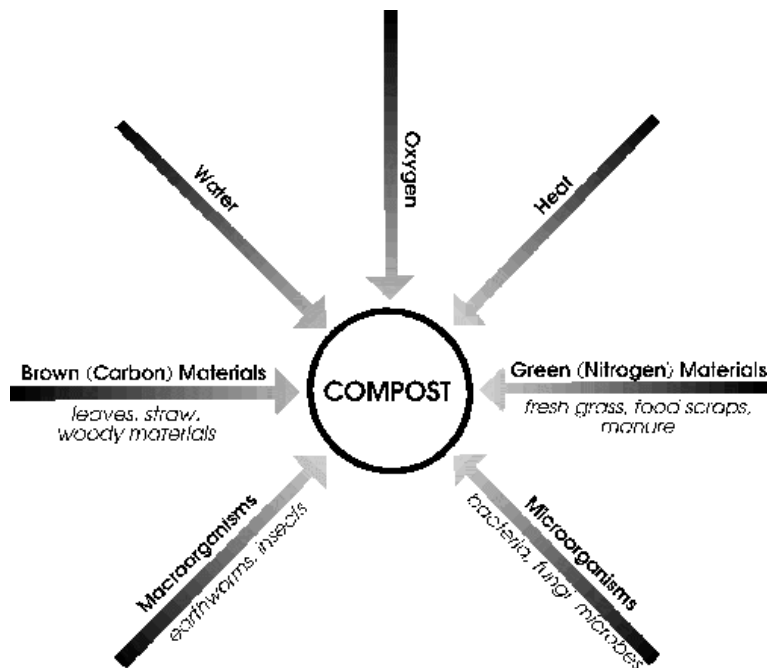 Oxygen
Water
Heat
Brown (Carbon) Materials
leaves, straw,
woody materials
COMPOST
Green (Nitrogen) Materials
fresh grass, food scraps,
manure
Macroorganisms
earthworms, insects
Microorganisms
bacteria, fungi, microbes